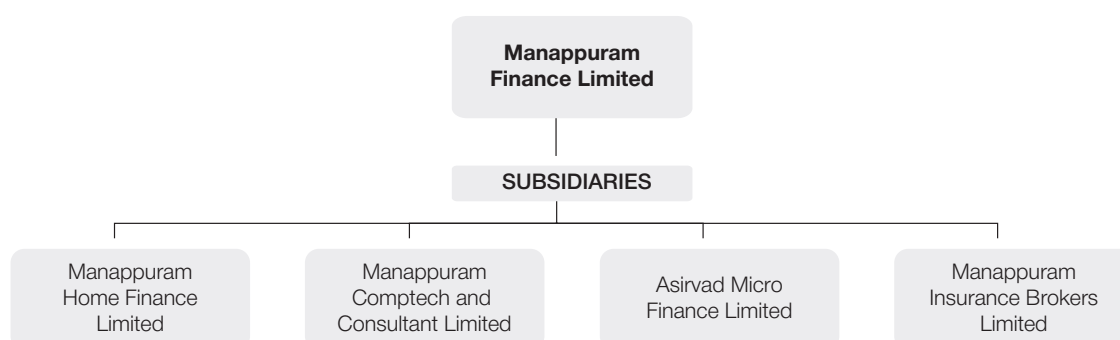 Manappuram
Finance Limited
SUBSIDIARIES
Manappuram
Home Finance
Limited
Manappuram
Comptech and
Consultant Limited
Asirvad Micro
Finance Limited
Manappuram
Insurance Brokers
Limited